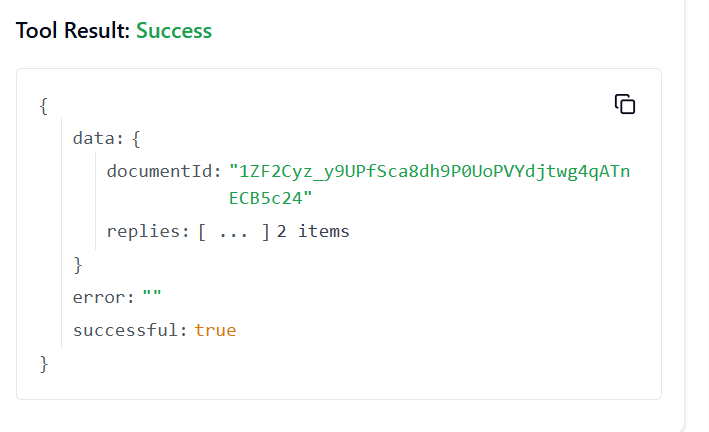 Tool Result: Success
{
data: {
documentId: "1ZF2Cyz_y9UPfSca8dh9P0UoPVYdjtwg4qATn
ECB5c24"
replies: [ ... ] 2 items
}
error: ""
successful: true
}